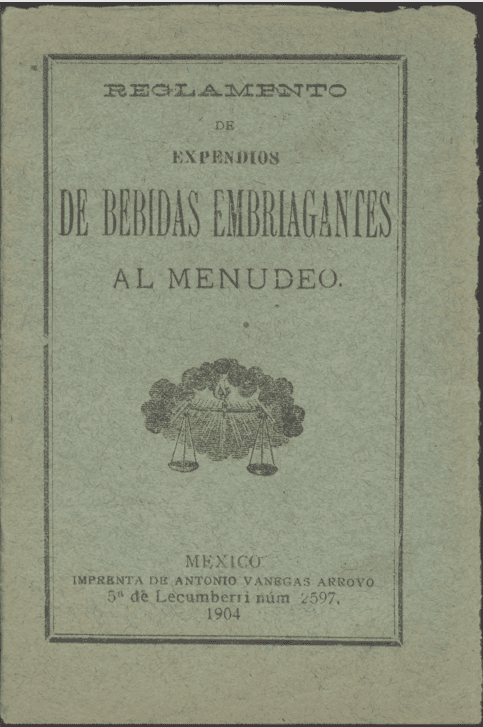 REGLAMENTO
DE
EXPENDIOS
DE BEBIDAS EMBRIAGANTES
AL MENUDEO.
MEXICO
IMPRENTA DE ANTONIO VANEGAS ARROYO
5ª de Lecumberri núm 2597,
1904